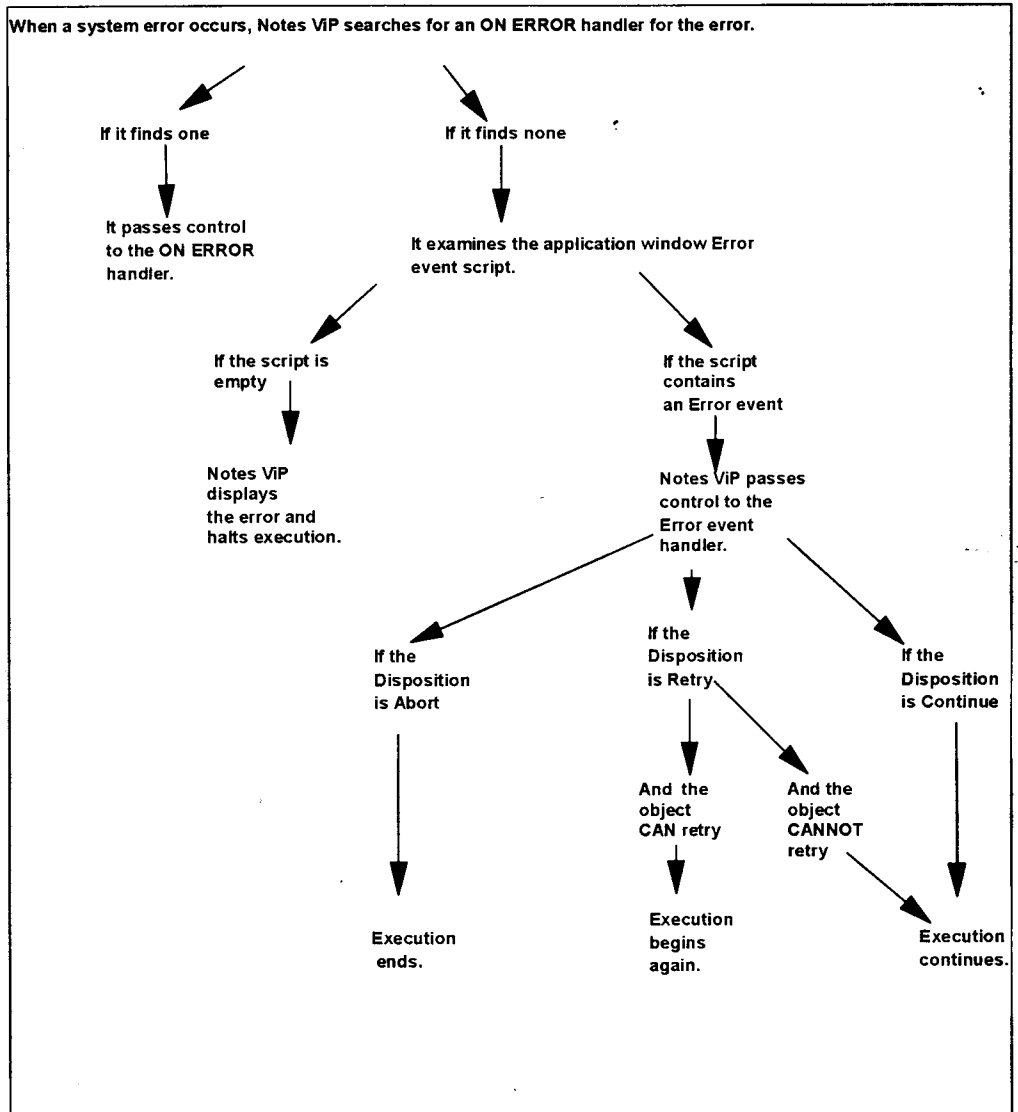 When a system error occurs, Notes ViP searches for an ON ERROR handler for the error.
If it finds one
If it finds none
It passes control
to the ON ERROR
handler.
It examines the application window Error
event script.
If the script is
empty
If the script
contains
an Error event
Notes ViP
displays
the error and
halts execution.
Notes ViP passes
control to the
Error event
handler.
If the
Disposition
is Abort
If the
Disposition
is Retry
If the
Disposition
is Continue
And the
object
CAN retry
And the
object
CANNOT
retry
Execution
ends.
Execution
begins
again.
Execution
continues.